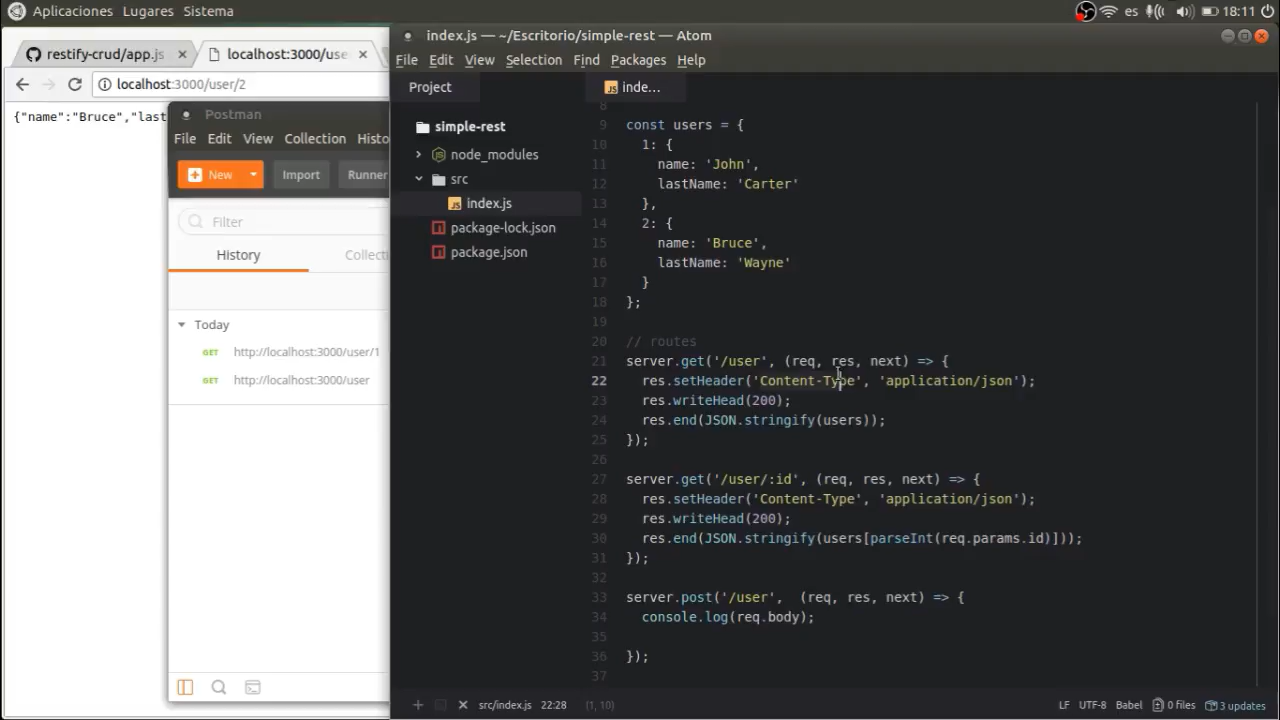 Aplicaciones Lugares Sistema
es 18:11
restify-crud/app.js
localhost:3000/use
localhost:3000/user/2
{"name":"Bruce","last
Postman
File Edit View Collection Histo
New Import Runner
Filter
History Collecti
Today
GET http://localhost:3000/user/1
GET http://localhost:3000/user
index.js — ~/Escritorio/simple-rest — Atom
File Edit View Selection Find Packages Help
Project
inde...
simple-rest
node_modules
src
index.js
package-lock.json
package.json
8
9 const users = {
10 1: {
11 name: 'John',
12 lastName: 'Carter'
13 },
14 2: {
15 name: 'Bruce',
16 lastName: 'Wayne'
17 }
18 };
19
20 // routes
21 server.get('/user', (req, res, next) => {
22 res.setHeader('Content-Type', 'application/json');
23 res.writeHead(200);
24 res.end(JSON.stringify(users));
25 });
26
27 server.get('/user/:id', (req, res, next) => {
28 res.setHeader('Content-Type', 'application/json');
29 res.writeHead(200);
30 res.end(JSON.stringify(users[parseInt(req.params.id)]));
31 });
32
33 server.post('/user', (req, res, next) => {
34 console.log(req.body);
35
36 });
37
src/index.js 22:28 (1, 10)
LF UTF-8 Babel 0 files 3 updates